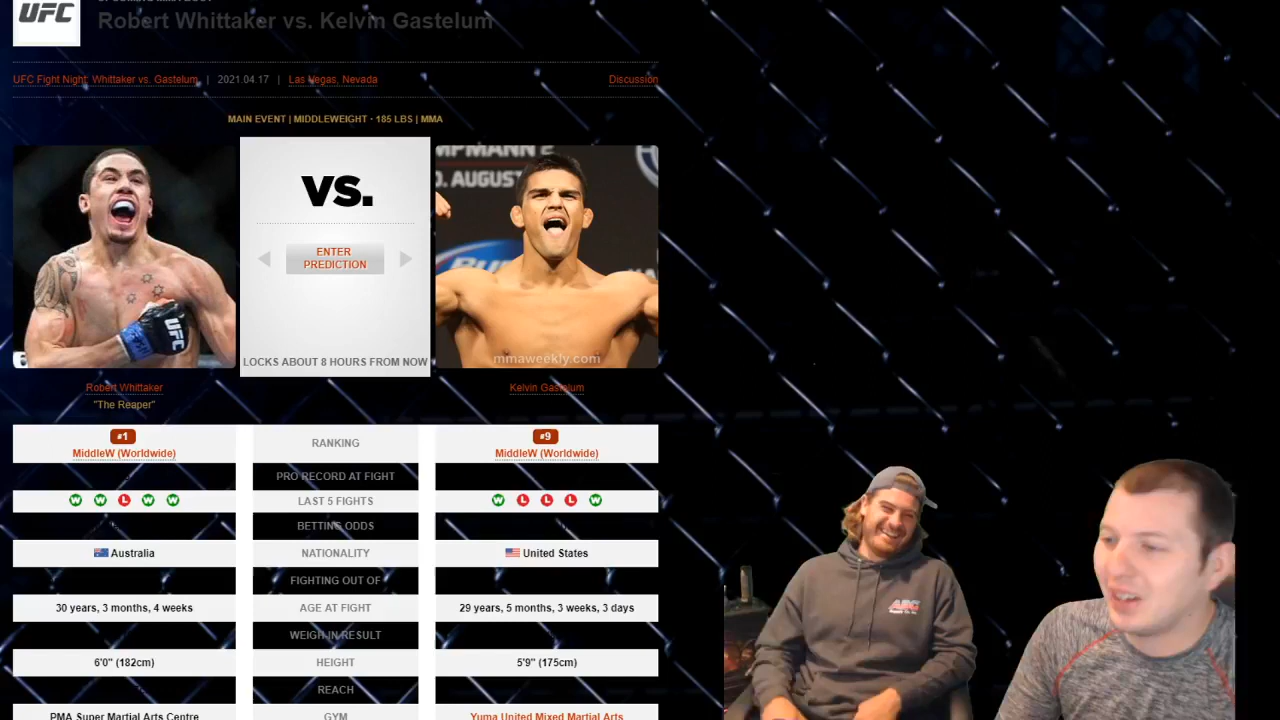 UFC
Robert Whittaker vs. Kelvin Gastelum
UFC Fight Night: Whittaker vs. Gastelum | 2021.04.17 | Las Vegas, Nevada
Discussion
MAIN EVENT | MIDDLEWEIGHT · 185 LBS | MMA
VS.
ENTER
PREDICTION
LOCKS ABOUT 8 HOURS FROM NOW
MPMANN 2
D. AUGUST
UFC
mmaweekly.com
Robert Whittaker
Kelvin Gastelum
"The Reaper"
#1 RANKING #9
MiddleW (Worldwide) MiddleW (Worldwide)
PRO RECORD AT FIGHT
W W L W W LAST 5 FIGHTS W L L L W
BETTING ODDS
Australia NATIONALITY United States
FIGHTING OUT OF
30 years, 3 months, 4 weeks AGE AT FIGHT 29 years, 5 months, 3 weeks, 3 days
WEIGH-IN RESULT
6'0" (182cm) HEIGHT 5'9" (175cm)
REACH
PMA Super Martial Arts Centre GYM Yuma United Mixed Martial Arts